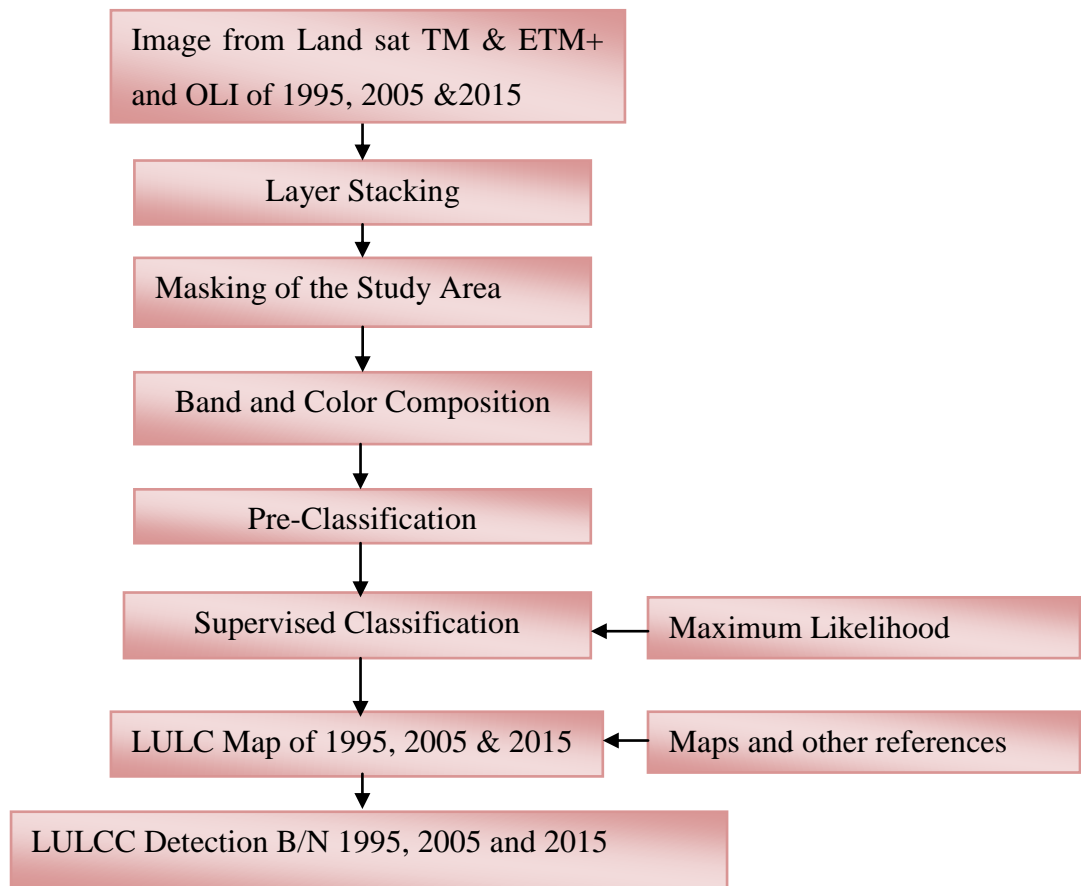 Image from Land sat TM & ETM+
and OLI of 1995, 2005 &2015
Layer Stacking
Masking of the Study Area
Band and Color Composition
Pre-Classification
Supervised Classification
Maximum Likelihood
LULC Map of 1995, 2005 & 2015
Maps and other references
LULCC Detection B/N 1995, 2005 and 2015